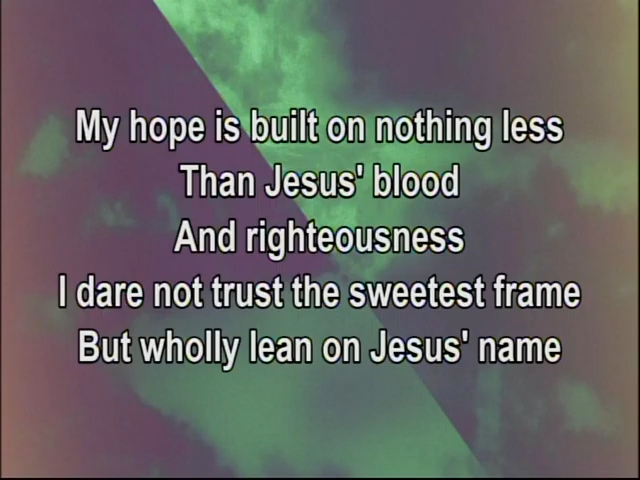 My hope is built on nothing less
Than Jesus' blood
And righteousness
I dare not trust the sweetest frame
But wholly lean on Jesus' name